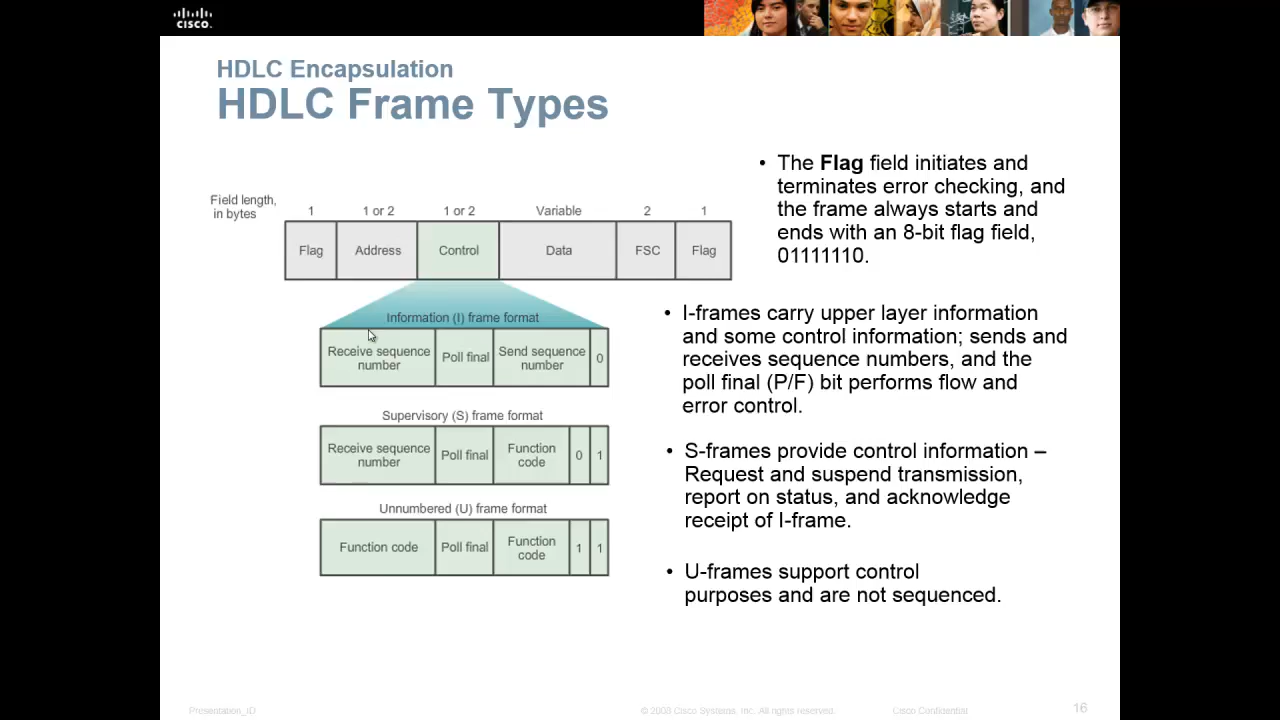 CISCO
HDLC Encapsulation
HDLC Frame Types
Field length,
in bytes
1 1 or 2 1 or 2 Variable 2 1
Flag Address Control Data FSC Flag
Information (I) frame format
Receive sequence
number
Poll final
Send sequence
number
0
Supervisory (S) frame format
Receive sequence
number
Poll final
Function
code
0 1
Unnumbered (U) frame format
Function code
Poll final
Function
code
1 1
• The Flag field initiates and
terminates error checking, and
the frame always starts and
ends with an 8-bit flag field,
01111110.
• I-frames carry upper layer information
and some control information; sends and
receives sequence numbers, and the
poll final (P/F) bit performs flow and
error control.
• S-frames provide control information –
Request and suspend transmission,
report on status, and acknowledge
receipt of I-frame.
• U-frames support control
purposes and are not sequenced.
Presentation_ID
© 2008 Cisco Systems, Inc. All rights reserved.
Cisco Confidential
16